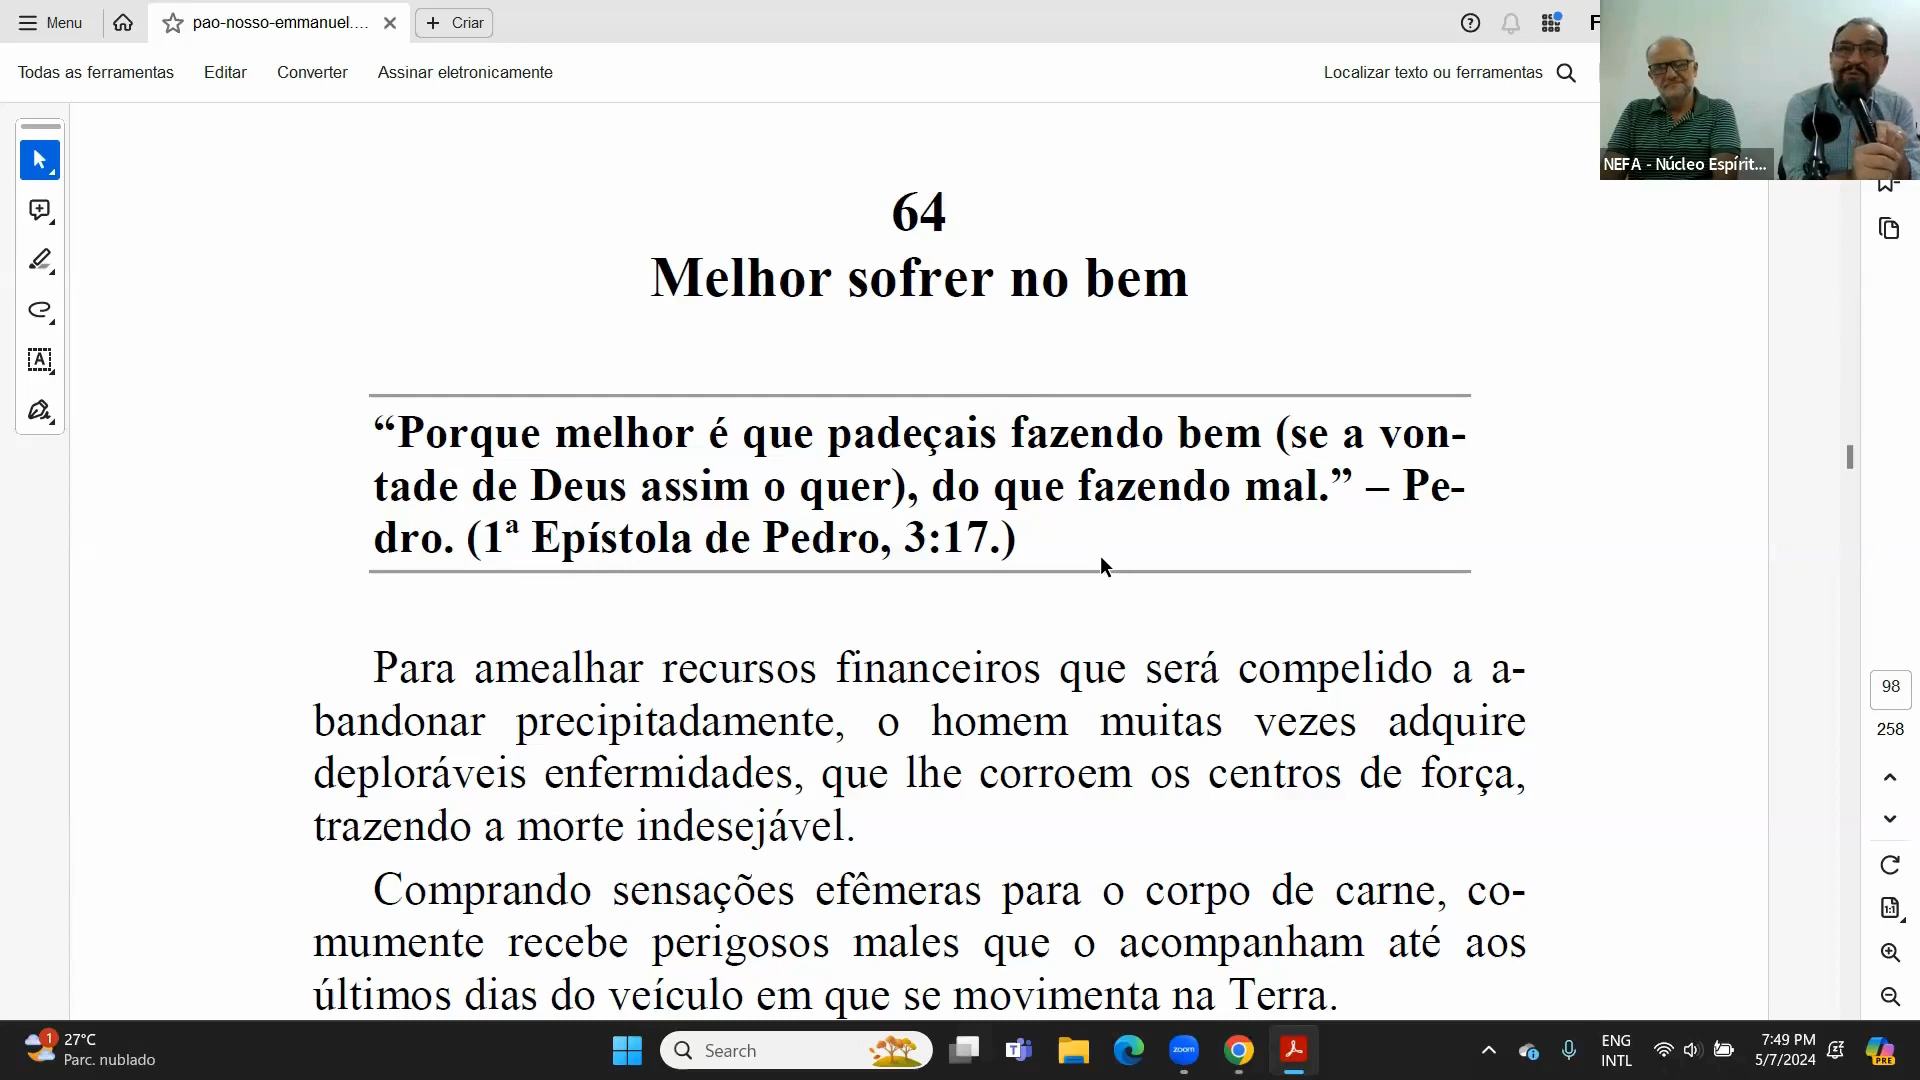 Menu
pao-nosso-emmanuel....
Criar
Todas as ferramentas
Editar
Converter
Assinar eletronicamente
Localizar texto ou ferramentas
NEFA - Núcleo Espírit...
64
Melhor sofrer no bem
“Porque melhor é que padeçais fazendo bem (se a von-
tade de Deus assim o quer), do que fazendo mal.” – Pe-
dro. (1ª Epístola de Pedro, 3:17.)
Para amealhar recursos financeiros que será compelido a a-
bandonar precipitadamente, o homem muitas vezes adquire
deploráveis enfermidades, que lhe corroem os centros de força,
trazendo a morte indesejável.
Comprando sensações efêmeras para o corpo de carne, co-
mumente recebe perigosos males que o acompanham até aos
últimos dias do veículo em que se movimenta na Terra.
98
258
1:1
1
27°C
Parc. nublado
Search
zoom
ENG
INTL
7:49 PM
5/7/2024
PRE